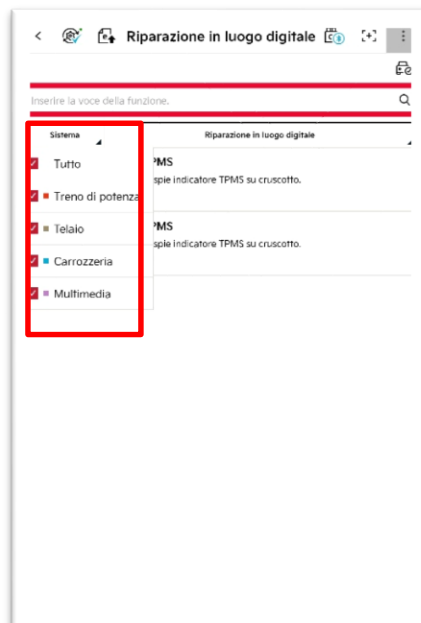 Riparazione in luogo digitale
Inserire la voce della funzione.
Sistema
Riparazione in luogo digitale
Tutto
PMS
spie indicatore TPMS su cruscotto.
Treno di potenza
Telaio
PMS
spie indicatore TPMS su cruscotto.
Carrozzeria
Multimedia